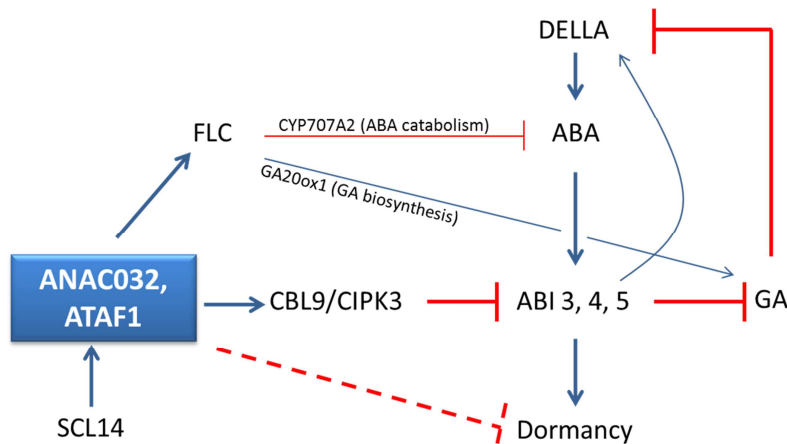 DELLA
CYP707A2 (ABA catabolism)
FLC
ABA
GA20ox1 (GA biosynthesis)
ANAC032,
ATAF1
CBL9/CIPK3
ABI 3, 4, 5
GA
SCL14
Dormancy